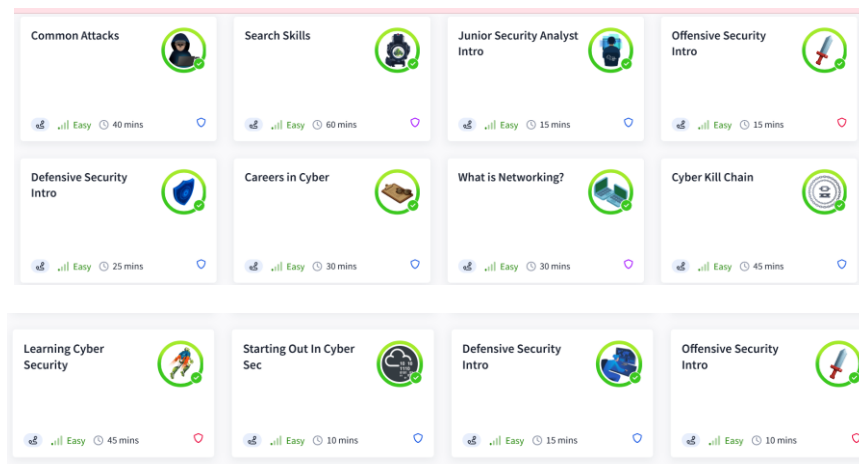 Common Attacks
Search Skills
Junior Security Analyst
Intro
Offensive Security
Intro
Easy 40 mins
Easy 60 mins
Easy 15 mins
Easy 15 mins
Defensive Security
Intro
Careers in Cyber
What is Networking?
Cyber Kill Chain
Easy 25 mins
Easy 30 mins
Easy 30 mins
Easy 45 mins
Learning Cyber
Security
Starting Out In Cyber
Sec
Defensive Security
Intro
Offensive Security
Intro
Easy 45 mins
Easy 10 mins
Easy 15 mins
Easy 10 mins